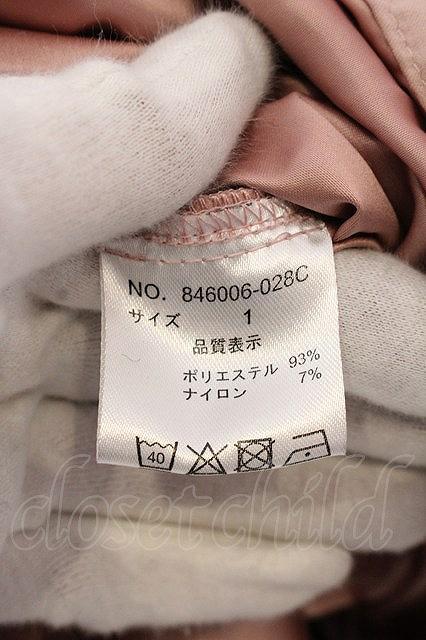 NO. 846006-028C
サイズ 1
品質表示
ポリエステル 93%
ナイロン 7%
40
closet child